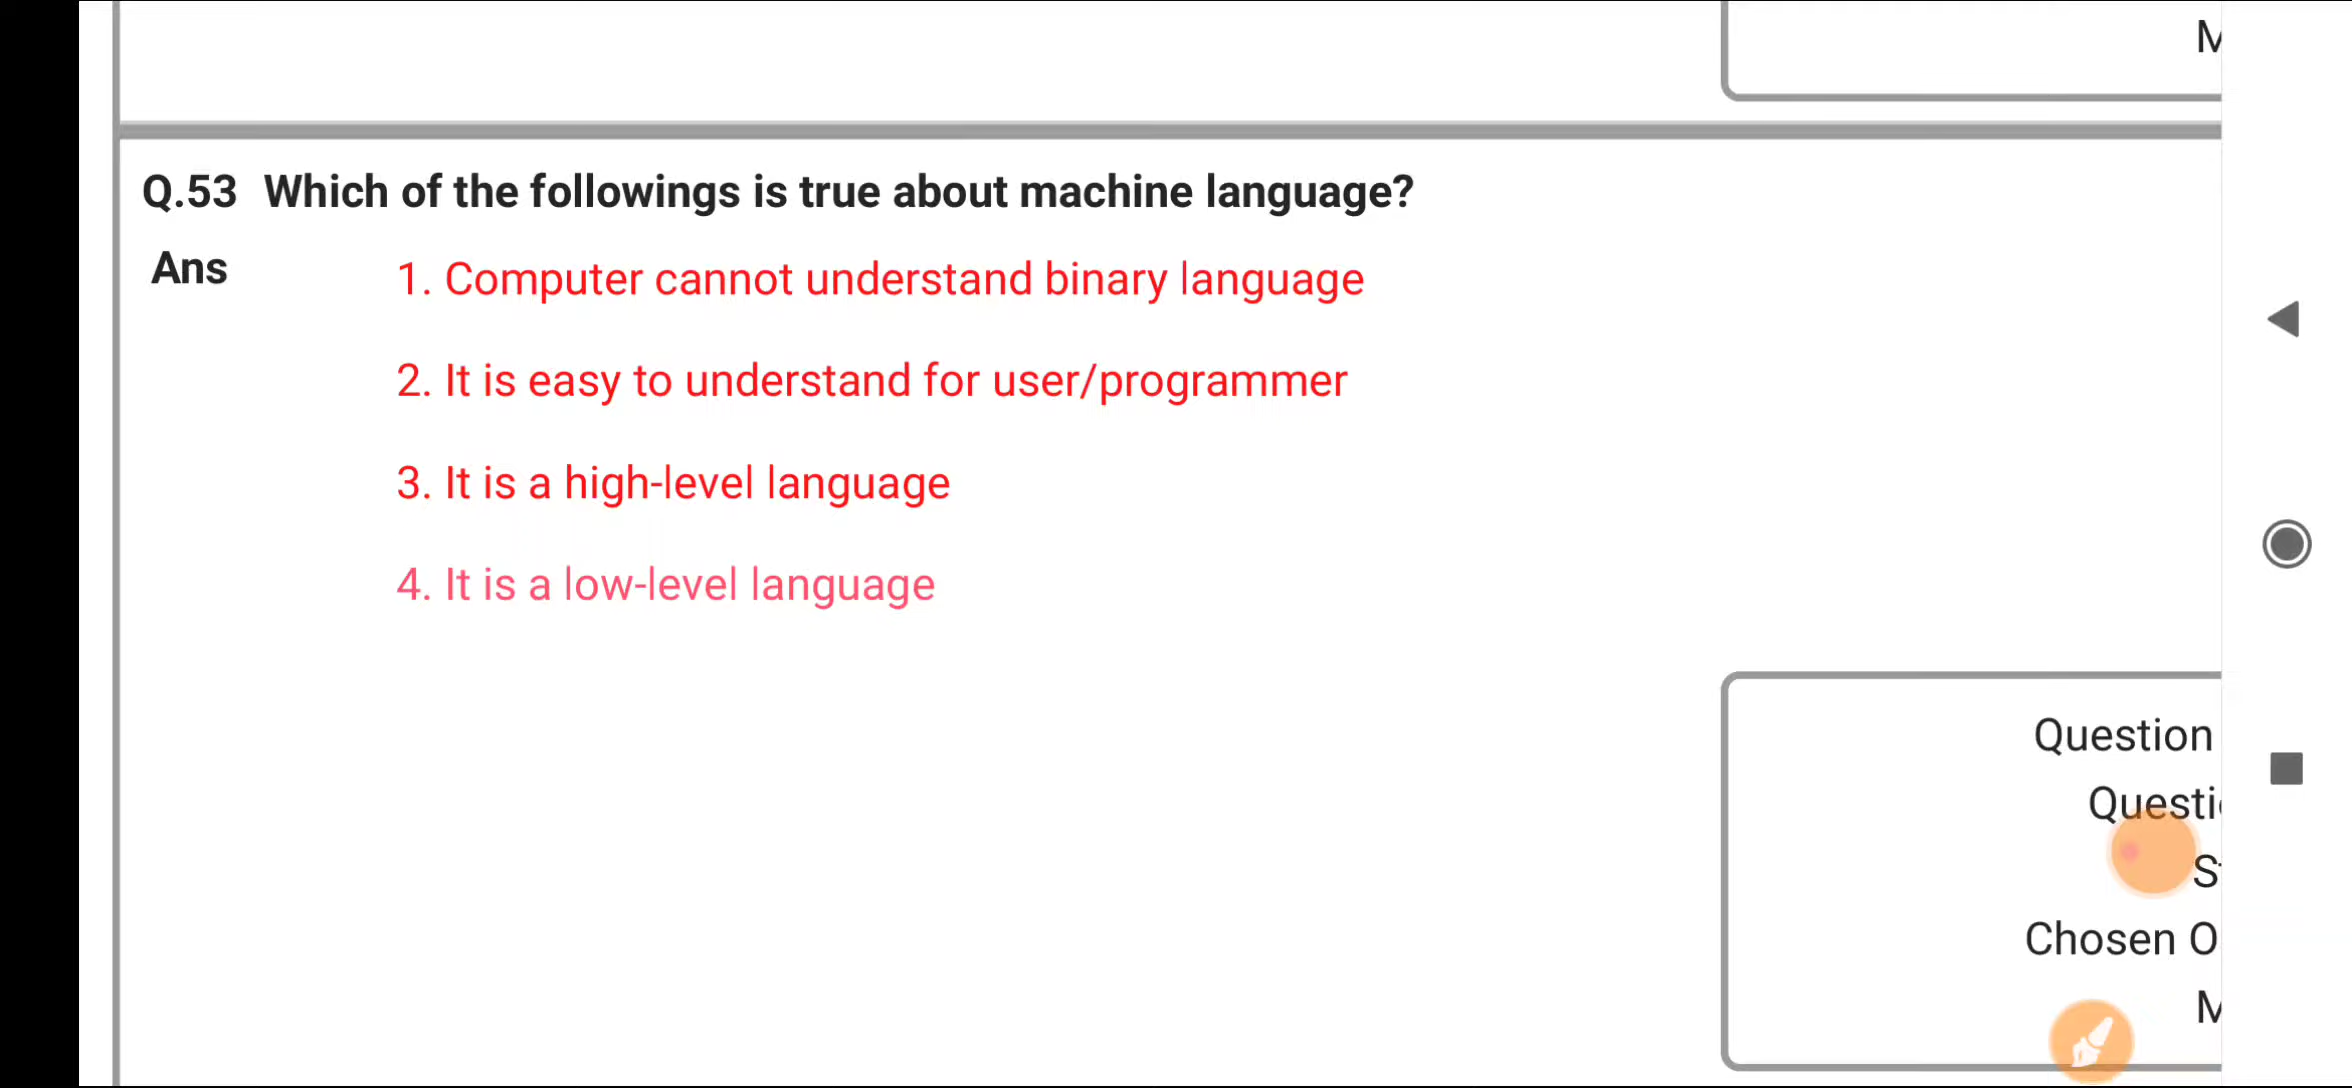 Q.53 Which of the followings is true about machine language?
Ans 1. Computer cannot understand binary language
2. It is easy to understand for user/programmer
3. It is a high-level language
4. It is a low-level language
Question
Chosen O